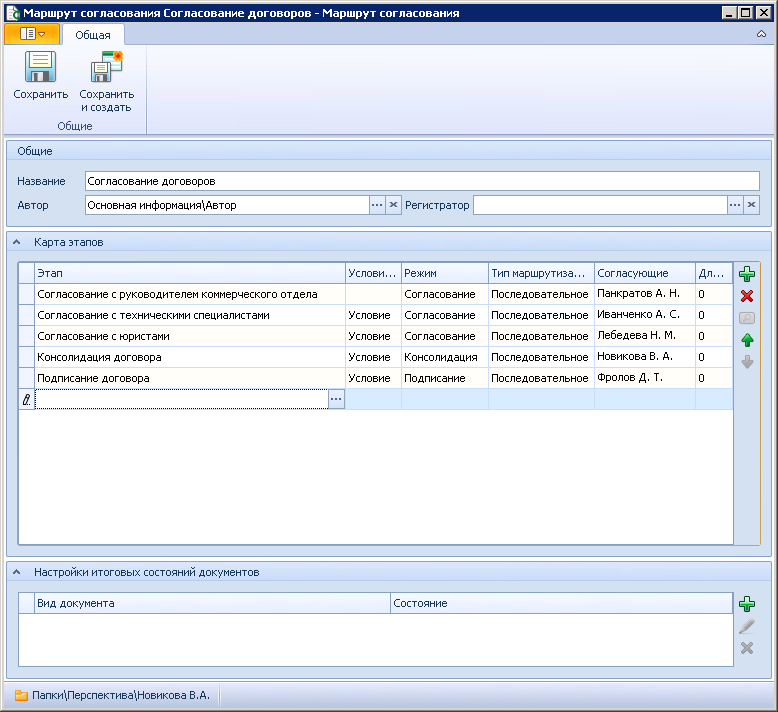 Маршрут согласования Согласование договоров - Маршрут согласования
Общая
Сохранить
Сохранить и создать
Общие
Общие
Название Согласование договоров
Автор Основная информация\Автор ... Регистратор ...
Карта этапов
Этап Услови... Режим Тип маршрутиза... Согласующие Дл...
Согласование с руководителем коммерческого отдела Согласование Последовательное Панкратов А. Н. 0
Согласование с техническими специалистами Условие Согласование Последовательное Иванченко А. С. 0
Согласование с юристами Условие Согласование Последовательное Лебедева Н. М. 0
Консолидация договора Условие Консолидация Последовательное Новикова В. А. 0
Подписание договора Условие Подписание Последовательное Фролов Д. Т. 0
...
Настройки итоговых состояний документов
Вид документа Состояние
Папки\Перспектива\Новикова В.А.